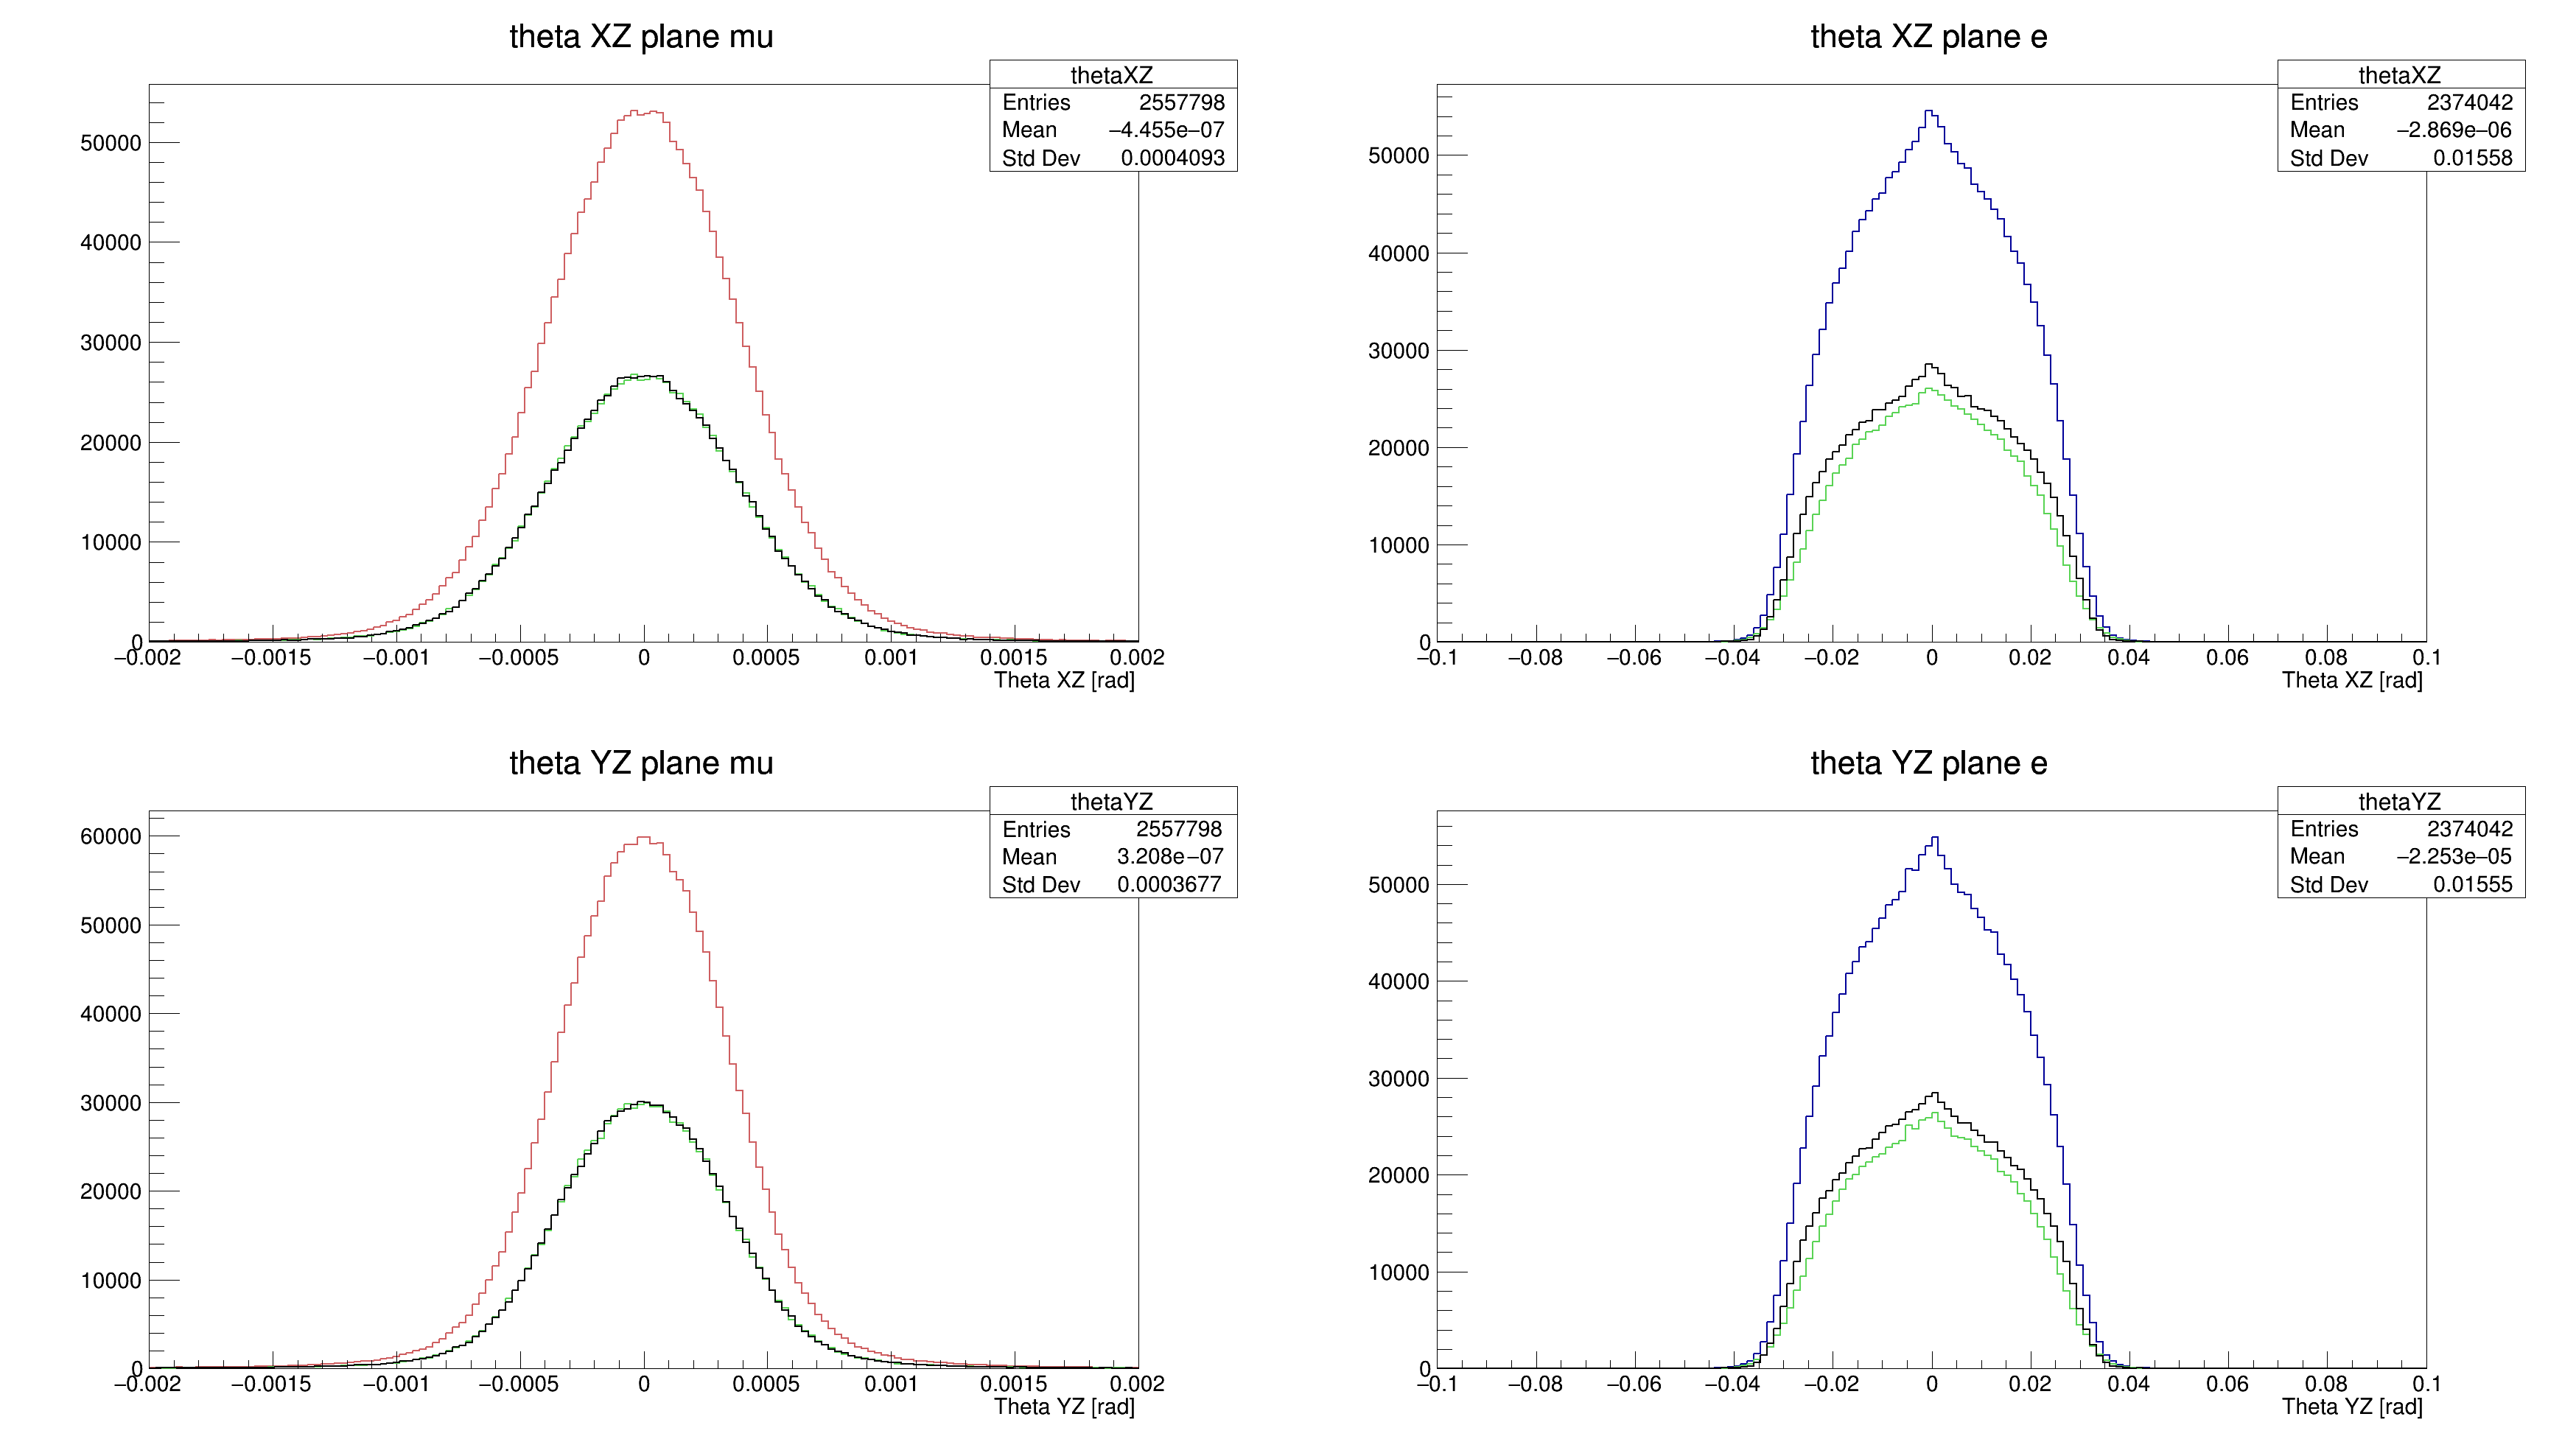 theta XZ plane mu
thetaXZ
Entries 2557798
Mean −4.455e−07
Std Dev 0.0004093
50000
40000
30000
20000
10000
0
−0.002 −0.0015 −0.001 −0.0005 0 0.0005 0.001 0.0015 0.002
Theta XZ [rad]
theta XZ plane e
thetaXZ
Entries 2374042
Mean −2.869e−06
Std Dev 0.01558
50000
40000
30000
20000
10000
0
−0.1 −0.08 −0.06 −0.04 −0.02 0 0.02 0.04 0.06 0.08 0.1
Theta XZ [rad]
theta YZ plane mu
thetaYZ
Entries 2557798
Mean 3.208e−07
Std Dev 0.0003677
60000
50000
40000
30000
20000
10000
0
−0.002 −0.0015 −0.001 −0.0005 0 0.0005 0.001 0.0015 0.002
Theta YZ [rad]
theta YZ plane e
thetaYZ
Entries 2374042
Mean −2.253e−05
Std Dev 0.01555
50000
40000
30000
20000
10000
0
−0.1 −0.08 −0.06 −0.04 −0.02 0 0.02 0.04 0.06 0.08 0.1
Theta YZ [rad]